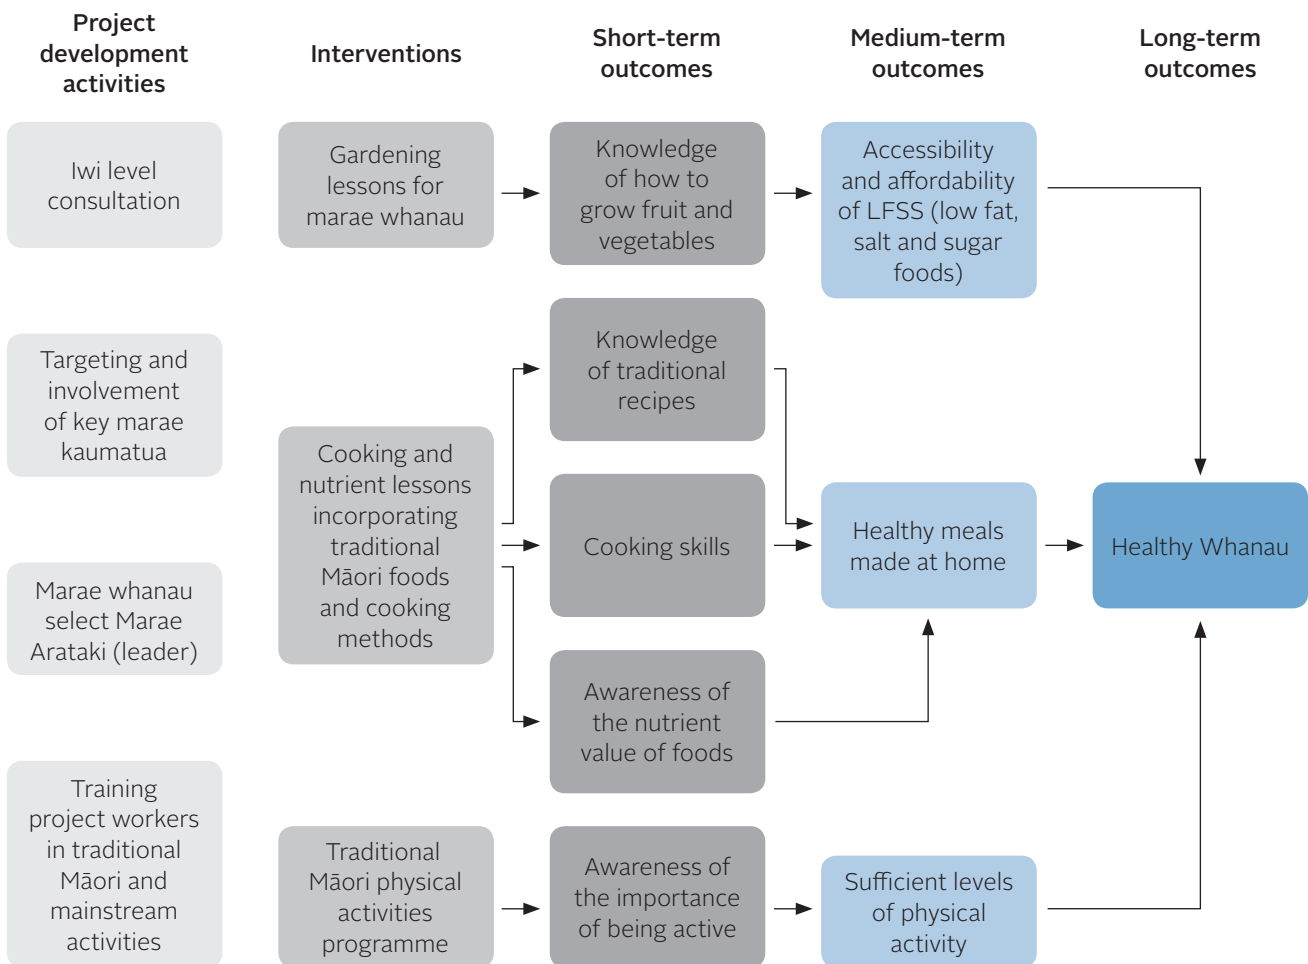 Project
development
activities
Interventions
Short-term
outcomes
Medium-term
outcomes
Long-term
outcomes
Iwi level
consultation
Targeting and
involvement
of key marae
kaumatua
Marae whanau
select Marae
Arataki (leader)
Training
project workers
in traditional
Māori and
mainstream
activities
Gardening
lessons for
marae whanau
Cooking and
nutrient lessons
incorporating
traditional
Māori foods
and cooking
methods
Traditional
Māori physical
activities
programme
Knowledge
of how to
grow fruit and
vegetables
Knowledge
of traditional
recipes
Cooking skills
Awareness of
the nutrient
value of foods
Awareness of
the importance
of being active
Accessibility
and affordability
of LFSS (low fat,
salt and sugar
foods)
Healthy meals
made at home
Sufficient levels
of physical
activity
Healthy Whanau